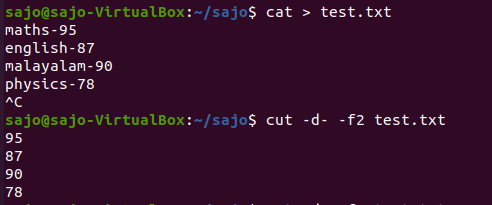 sajo@sajo-VirtualBox:~/sajo$ cat > test.txt
maths-95
english-87
malayalam-90
physics-78
^C
sajo@sajo-VirtualBox:~/sajo$ cut -d- -f2 test.txt
95
87
90
78